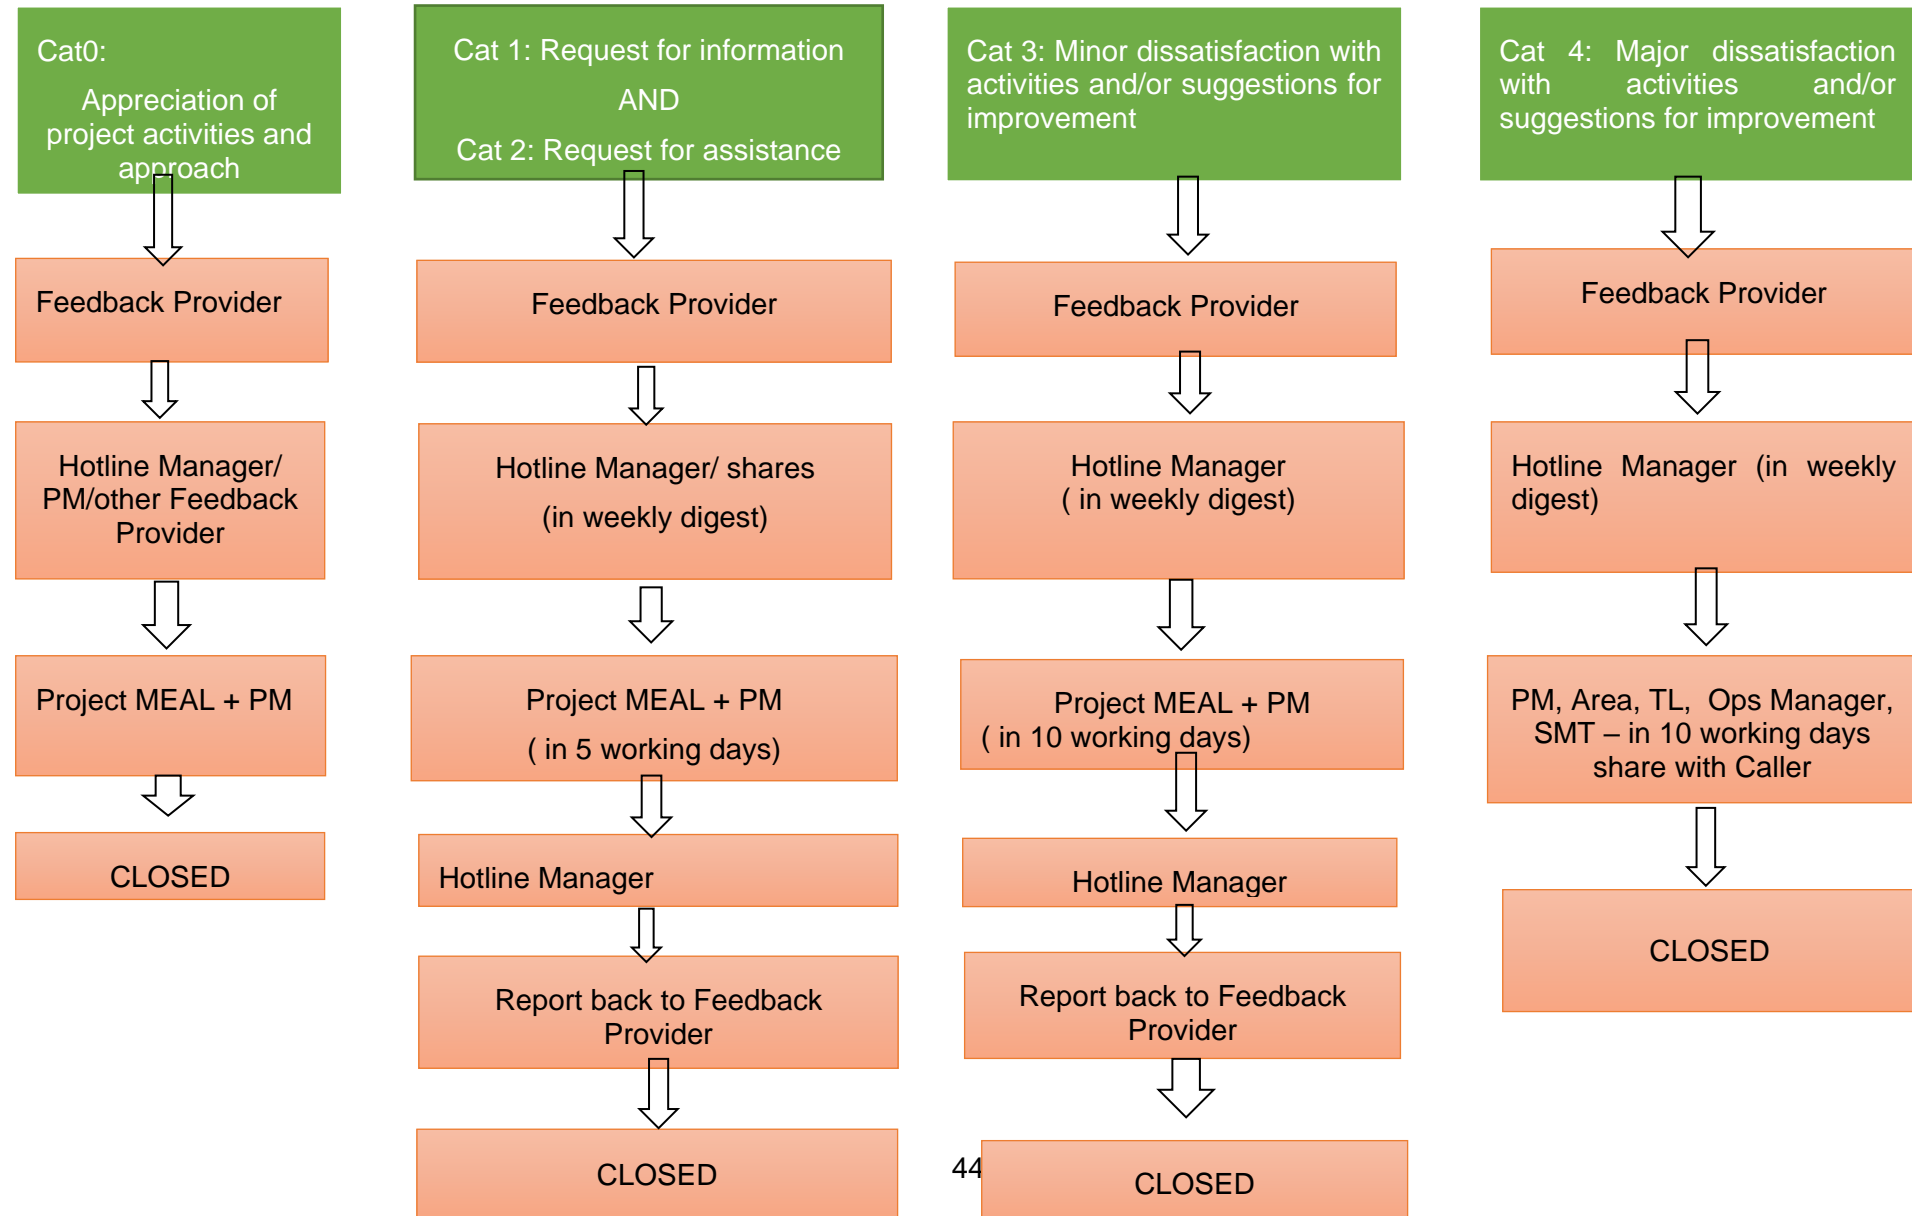 Cat0:
Appreciation of
project activities and
approach
Feedback Provider
Hotline Manager/
PM/other Feedback
Provider
Project MEAL + PM
CLOSED
Cat 1: Request for information
AND
Cat 2: Request for assistance
Feedback Provider
Hotline Manager/ shares
(in weekly digest)
Project MEAL + PM
( in 5 working days)
Hotline Manager
Report back to Feedback
Provider
CLOSED
Cat 3: Minor dissatisfaction with
activities and/or suggestions for
improvement
Feedback Provider
Hotline Manager
( in weekly digest)
Project MEAL + PM
( in 10 working days)
Hotline Manager
Report back to Feedback
Provider
CLOSED
Cat 4: Major dissatisfaction
with activities and/or
suggestions for improvement
Feedback Provider
Hotline Manager (in weekly
digest)
PM, Area, TL, Ops Manager,
SMT – in 10 working days
share with Caller
CLOSED
44